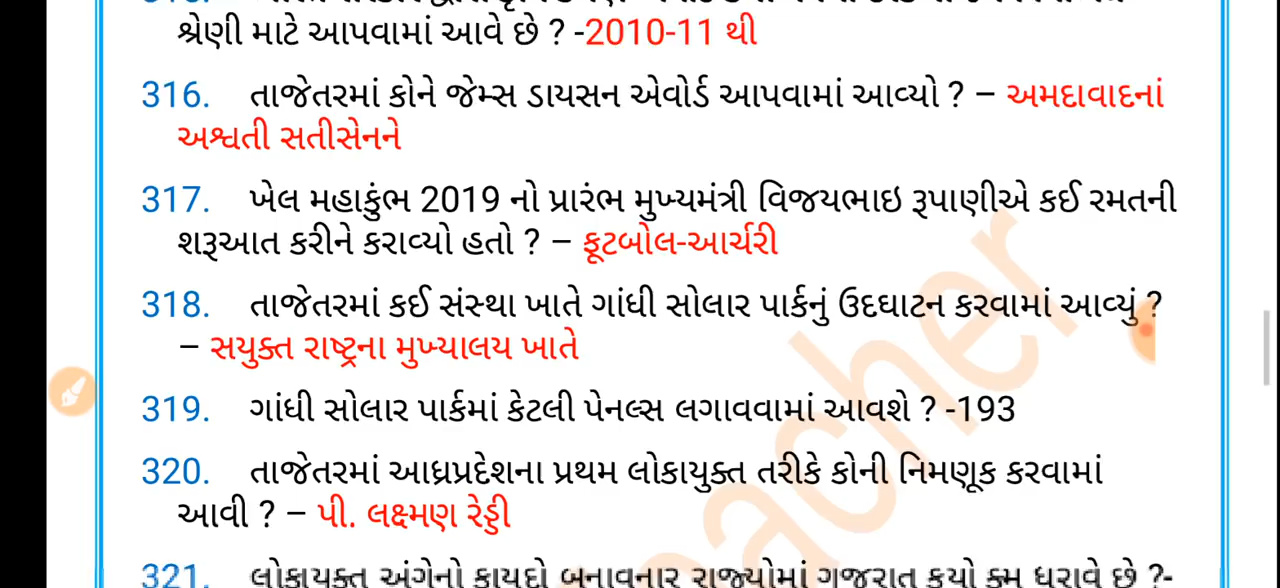 શ્રેણી માટે આપવામાં આવે છે ? -2010-11 થી
316. તાજેતરમાં કોને જેમ્સ ડાયસન એવોર્ડ આપવામાં આવ્યો ? – અમદાવાદનાં
અશ્વતી સતીસેનને
317. ખેલ મહાકુંભ 2019 નો પ્રારંભ મુખ્યમંત્રી વિજયભાઇ રૂપાણીએ કઈ રમતની
શરૂઆત કરીને કરાવ્યો હતો ? – ફૂટબોલ-આર્ચરી
318. તાજેતરમાં કઈ સંસ્થા ખાતે ગાંધી સોલાર પાર્કનું ઉદઘાટન કરવામાં આવ્યું ?
– સયુક્ત રાષ્ટ્રના મુખ્યાલય ખાતે
319. ગાંધી સોલાર પાર્કમાં કેટલી પેનલ્સ લગાવવામાં આવશે ? -193
320. તાજેતરમાં આધ્રપ્રદેશના પ્રથમ લોકાયુક્ત તરીકે કોની નિમણૂક કરવામાં
આવી ? – પી. લક્ષ્મણ રેડ્ડી
321. લોકાયુક્ત અંગેનો કાયદો બનાવનાર રાજ્યોમાં ગુજરાત કયો ક્રમ ધરાવે છે ?-
eacher